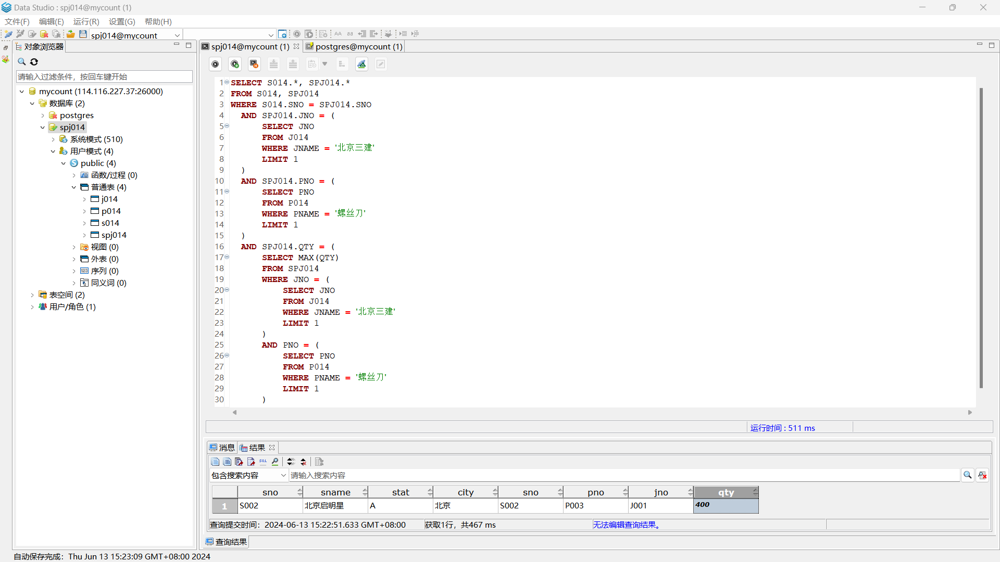 Data Studio : spj014@mycount (1)
文件(F) 编辑(E) 运行(R) 设置(G) 帮助(H)
spj014@mycount
对象浏览器
spj014@mycount (1) postgres@mycount (1)
请输入过滤条件，按回车键开始
mycount (114.116.227.37:26000)
数据库 (2)
postgres
spj014
系统模式 (510)
用户模式 (4)
public (4)
函数/过程 (0)
普通表 (4)
j014
p014
s014
spj014
视图 (0)
外表 (0)
序列 (0)
同义词 (0)
表空间 (2)
用户/角色 (1)
1 SELECT S014.*, SPJ014.*
2 FROM S014, SPJ014
3 WHERE S014.SNO = SPJ014.SNO
4 AND SPJ014.JNO = (
5 SELECT JNO
6 FROM J014
7 WHERE JNAME = '北京三建'
8 LIMIT 1
9 )
10 AND SPJ014.PNO = (
11 SELECT PNO
12 FROM P014
13 WHERE PNAME = '螺丝刀'
14 LIMIT 1
15 )
16 AND SPJ014.QTY = (
17 SELECT MAX(QTY)
18 FROM SPJ014
19 WHERE JNO = (
20 SELECT JNO
21 FROM J014
22 WHERE JNAME = '北京三建'
23 LIMIT 1
24 )
25 AND PNO = (
26 SELECT PNO
27 FROM P014
28 WHERE PNAME = '螺丝刀'
29 LIMIT 1
30 )
运行时间 : 511 ms
消息 结果
SQL
包含搜索内容 请输入搜索内容
sno sname stat city sno pno jno qty
1 S002 北京启明星 A 北京 S002 P003 J001 400
查询提交时间：2024-06-13 15:22:51.633 GMT+08:00 获取1行，共467 ms 无法编辑查询结果。
查询结果
自动保存完成：Thu Jun 13 15:23:09 GMT+08:00 2024